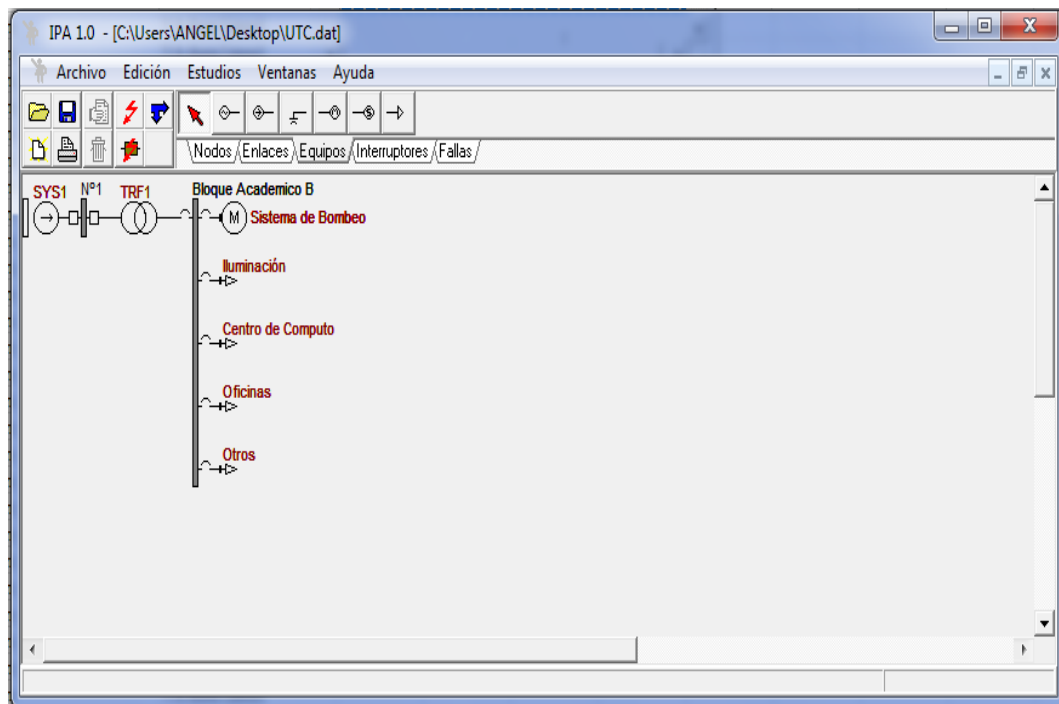 IPA 1.0 - [C:\Users\ANGEL\Desktop\UTC.dat]
Archivo Edición Estudios Ventanas Ayuda
Nodos Enlaces Equipos Interruptores Fallas
SYS1 Nº1 TRF1 Bloque Academico B
M Sistema de Bombeo
Iluminación
Centro de Computo
Oficinas
Otros